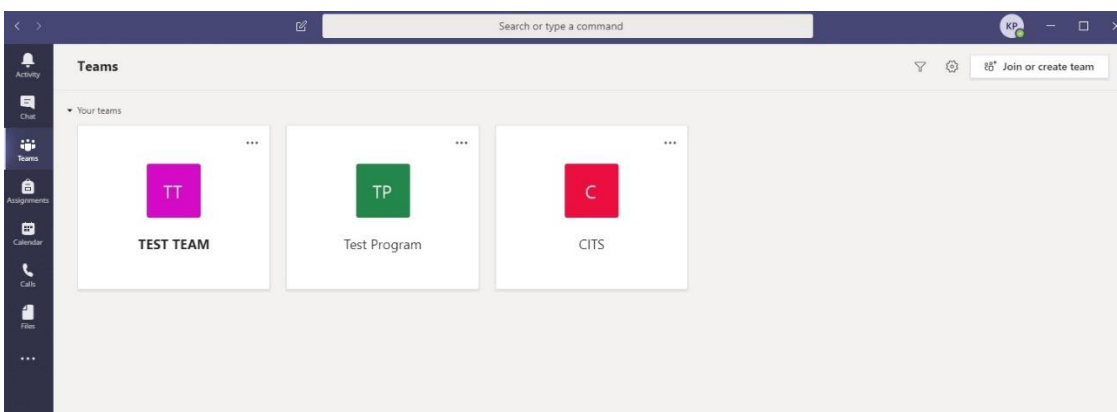 Search or type a command
KP
Activity
Chat
Teams
Assignments
Calendar
Calls
Files
Teams
Join or create team
Your teams
TT
TEST TEAM
TP
Test Program
C
CITS